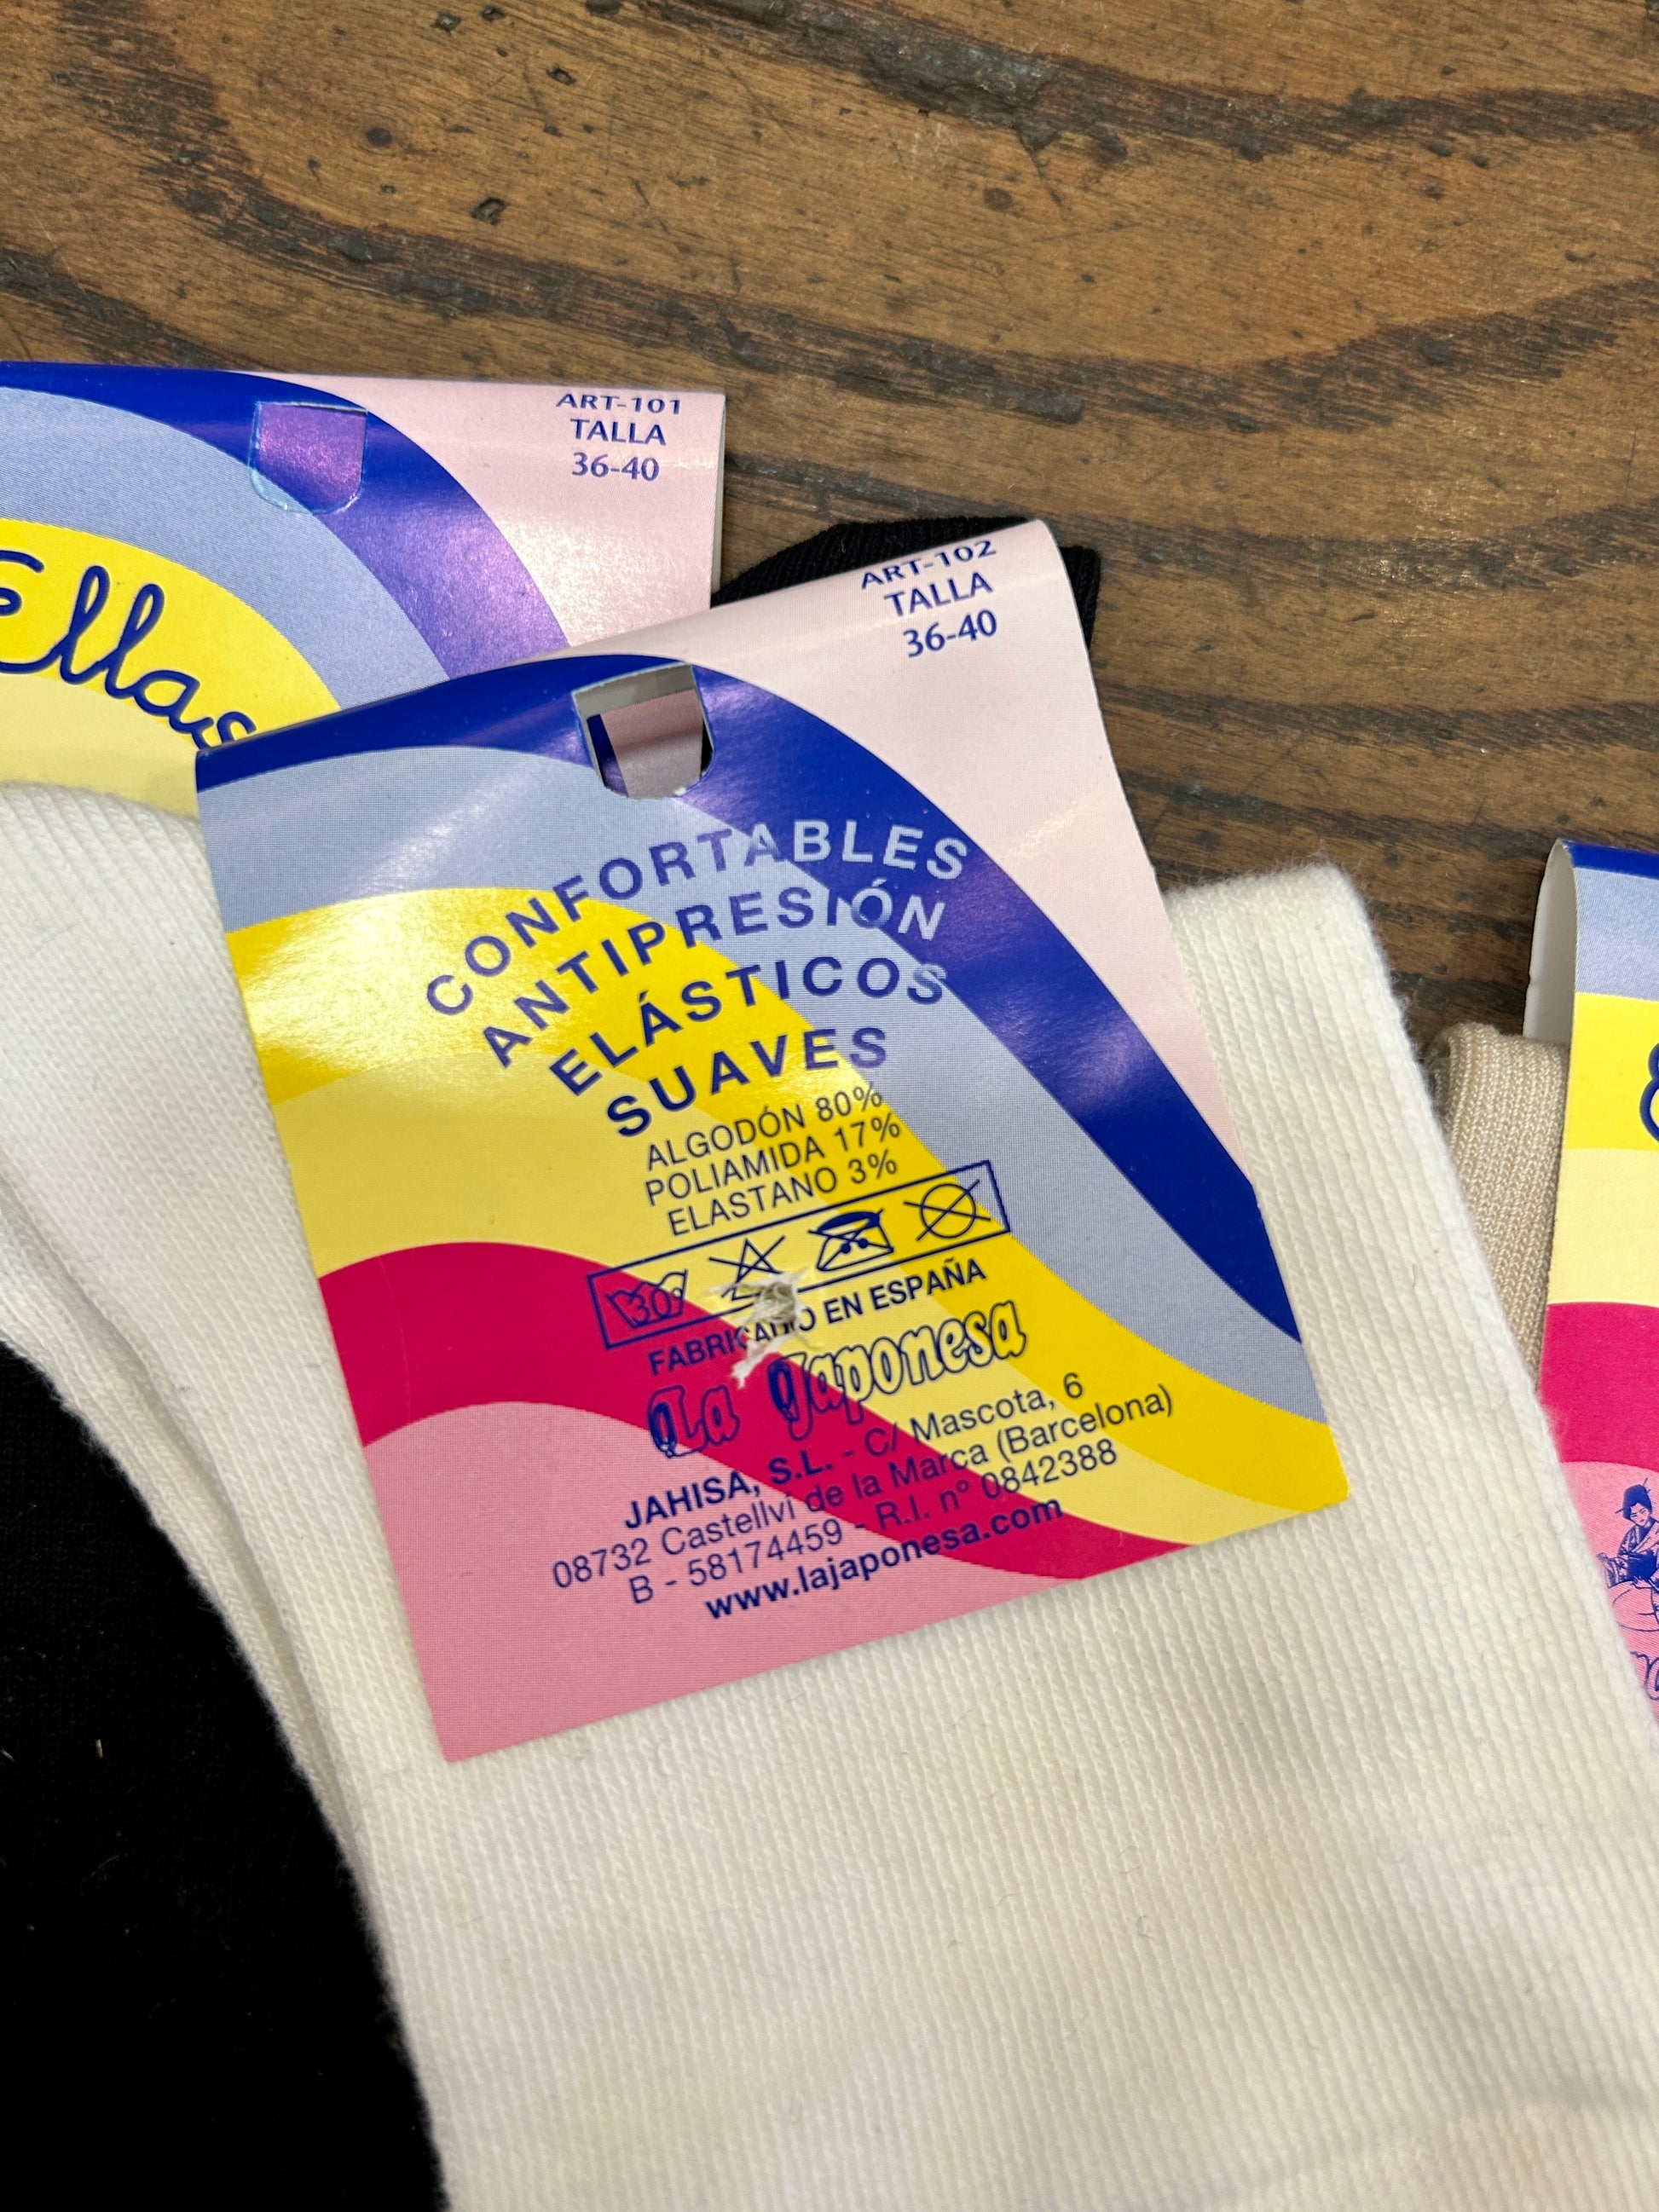 ART-101
TALLA
36-40
Ellas
ART-102
TALLA
36-40
CONFORTABLES
ANTIPRESIÓN
ELÁSTICOS
SUAVES
ALGODÓN 80%
POLIAMIDA 17%
ELASTANO 3%
30°
FABRICADO EN ESPAÑA
La Japonesa
JAHISA, S.L. - C/ Mascota, 6
08732 Castellví de la Marca (Barcelona)
B - 58174459 - R.I. nº 0842388
www.lajaponesa.com